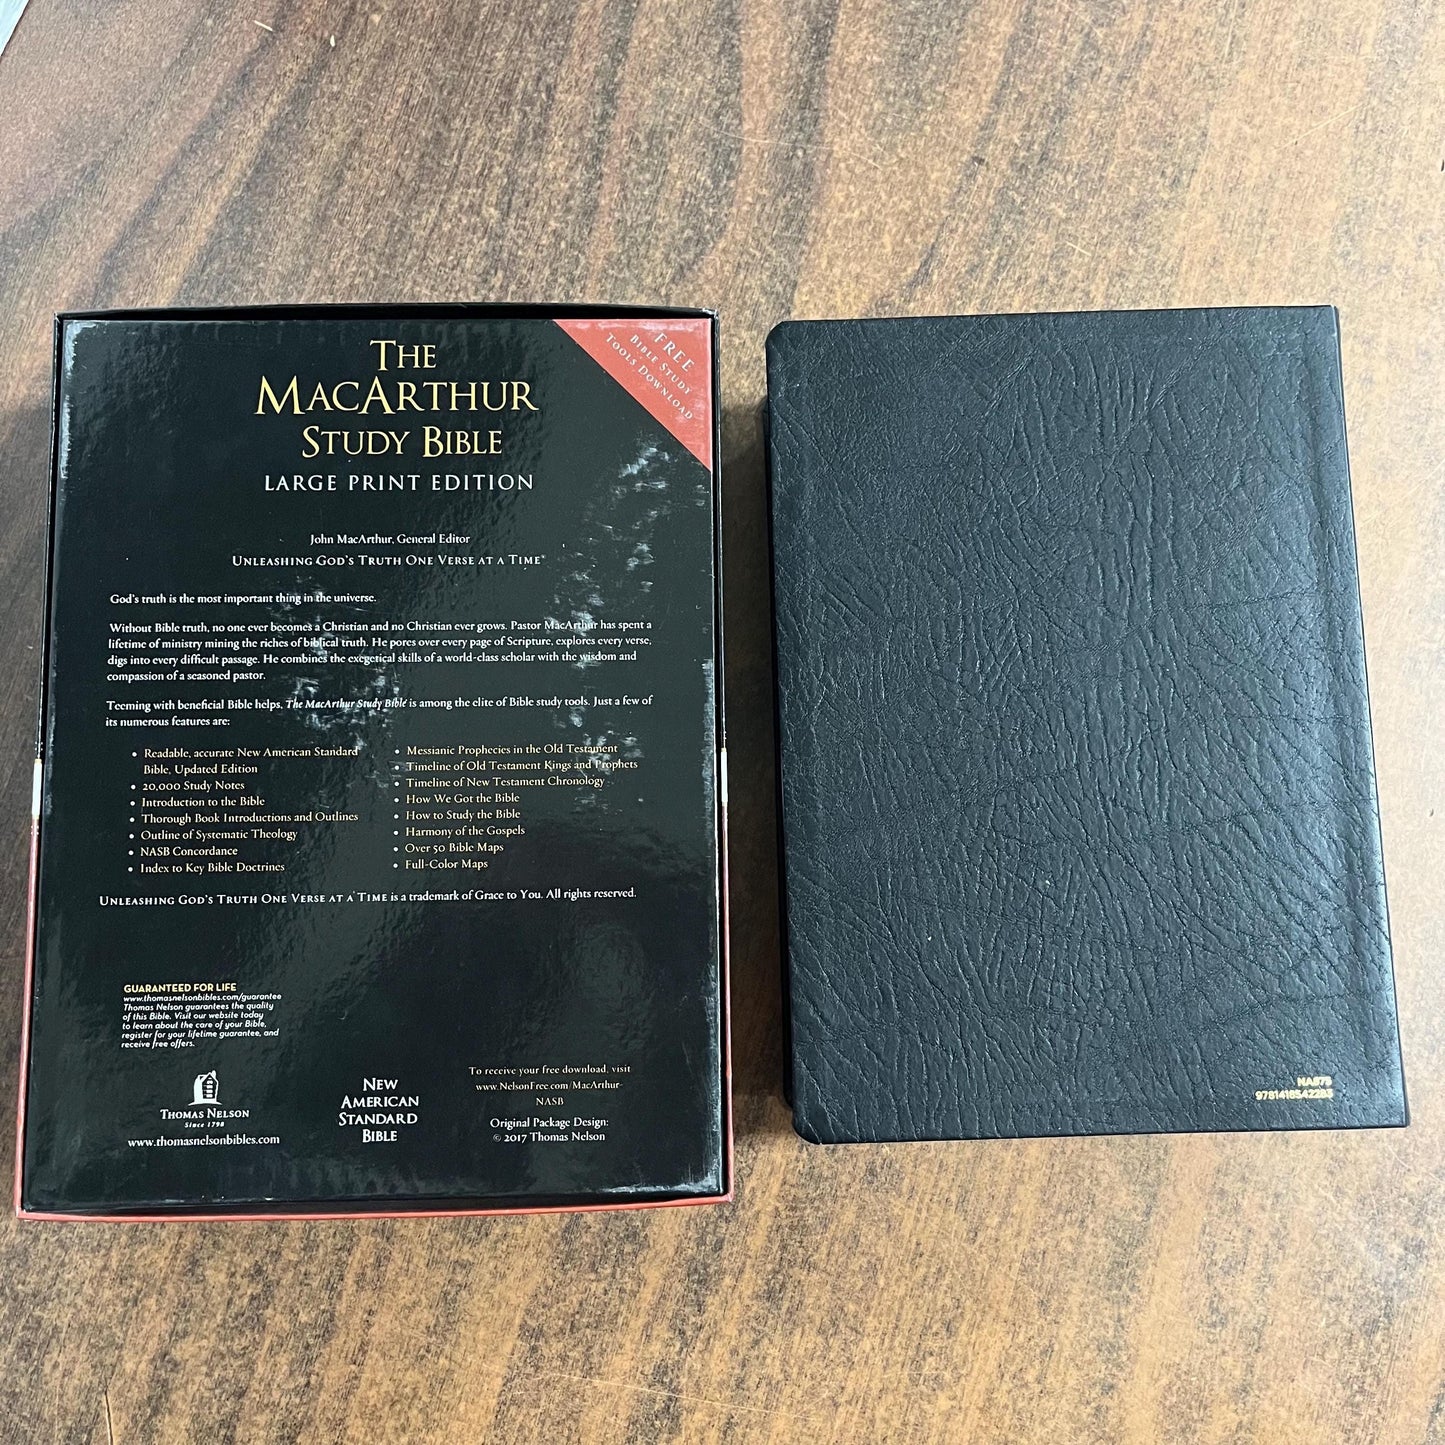 THE
MACARTHUR
STUDY BIBLE
LARGE PRINT EDITION
FREE
BIBLE STUDY
TOOLS DOWNLOAD
John MacArthur, General Editor
UNLEASHING GOD'S TRUTH ONE VERSE AT A TIME®
God's truth is the most important thing in the universe.
Without Bible truth, no one ever becomes a Christian and no Christian ever grows. Pastor MacArthur has spent a
lifetime of ministry mining the riches of biblical truth. He pores over every page of Scripture, explores every verse,
digs into every difficult passage. He combines the exegetical skills of a world-class scholar with the wisdom and
compassion of a seasoned pastor.
Teeming with beneficial Bible helps, The MacArthur Study Bible is among the elite of Bible study tools. Just a few of
its numerous features are:
• Readable, accurate New American Standard
Bible, Updated Edition
• 20,000 Study Notes
• Introduction to the Bible
• Thorough Book Introductions and Outlines
• Outline of Systematic Theology
• NASB Concordance
• Index to Key Bible Doctrines
• Messianic Prophecies in the Old Testament
• Timeline of Old Testament Kings and Prophets
• Timeline of New Testament Chronology
• How We Got the Bible
• How to Study the Bible
• Harmony of the Gospels
• Over 50 Bible Maps
• Full-Color Maps
UNLEASHING GOD'S TRUTH ONE VERSE AT A TIME is a trademark of Grace to You. All rights reserved.
GUARANTEED FOR LIFE
www.thomasnelsonbibles.com/guarantee
Thomas Nelson guarantees the quality
of this Bible. Visit our website today
to learn about the care of your Bible,
register for your lifetime guarantee, and
receive free offers.
THOMAS NELSON
Since 1798
www.thomasnelsonbibles.com
NEW
AMERICAN
STANDARD
BIBLE
To receive your free download, visit
www.NelsonFree.com/MacArthur
NASB
Original Package Design:
© 2017 Thomas Nelson
NA875
9781418542283